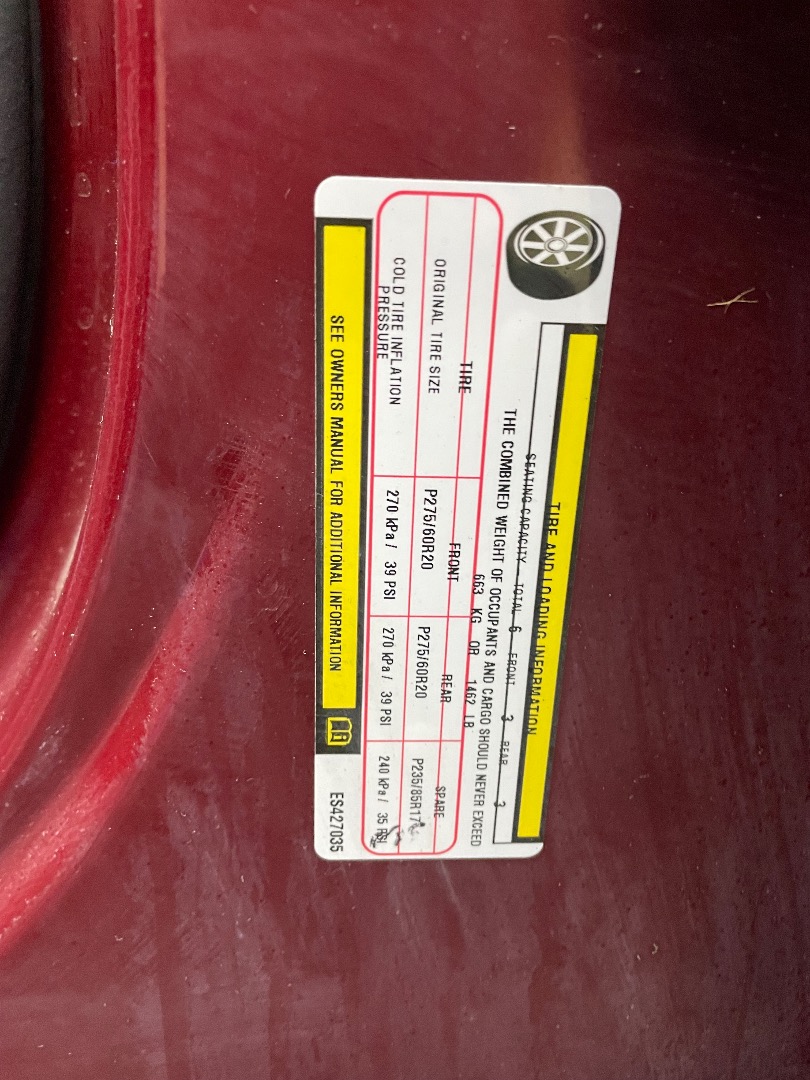 TIRE AND LOADING INFORMATION
SEATING CAPACITY TOTAL 6 FRONT 3 REAR 3
THE COMBINED WEIGHT OF OCCUPANTS AND CARGO SHOULD NEVER EXCEED
663 KG OR 1462 LB
TIRE FRONT REAR SPARE
ORIGINAL TIRE SIZE P275/60R20 P275/60R20 P235/85R17
COLD TIRE INFLATION PRESSURE 270 kPa / 39 PSI 270 kPa / 39 PSI 240 kPa / 35 PSI
SEE OWNERS MANUAL FOR ADDITIONAL INFORMATION
ES427035